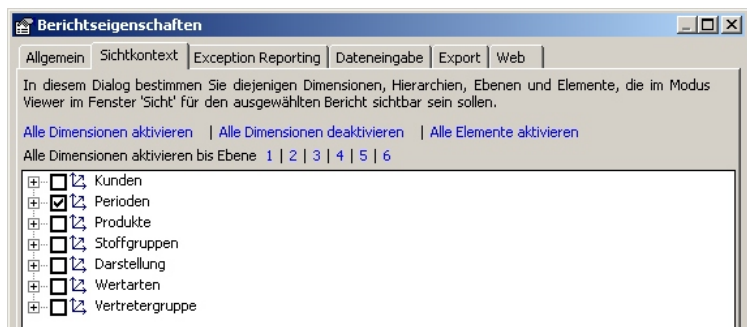 Berichtseigenschaften
Allgemein Sichtkontext Exception Reporting Dateneingabe Export Web
In diesem Dialog bestimmen Sie diejenigen Dimensionen, Hierarchien, Ebenen und Elemente, die im Modus
Viewer im Fenster 'Sicht' für den ausgewählten Bericht sichtbar sein sollen.
Alle Dimensionen aktivieren | Alle Dimensionen deaktivieren | Alle Elemente aktivieren
Alle Dimensionen aktivieren bis Ebene 1 | 2 | 3 | 4 | 5 | 6
Kunden
Perioden
Produkte
Stoffgruppen
Darstellung
Wertarten
Vertretergruppe